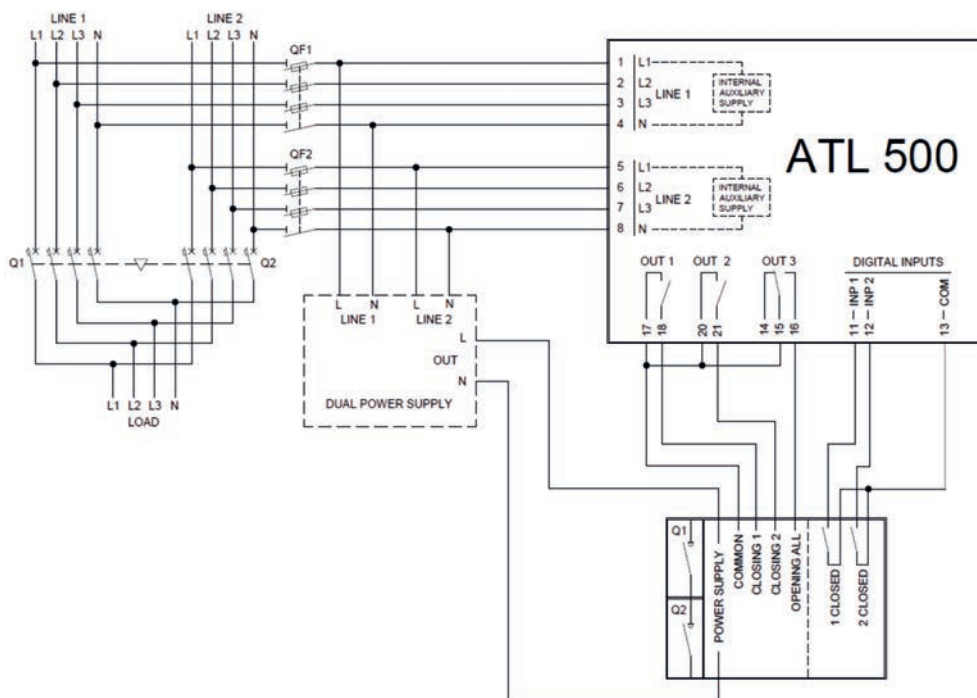 LINE 1 LINE 2
L1 L2 L3 N L1 L2 L3 N
QF1
1 L1
2 L2
3 L3
4 N
LINE 1
INTERNAL
AUXILIARY
SUPPLY
ATL 500
QF2
5 L1
6 L2
7 L3
8 N
LINE 2
INTERNAL
AUXILIARY
SUPPLY
Q1 Q2
OUT 1 OUT 2 OUT 3 DIGITAL INPUTS
17 18 20 21 14 15 16 11 INP 1 12 INP 2 13 COM
L N L N
LINE 1 LINE 2
L
OUT
N
DUAL POWER SUPPLY
L1 L2 L3 N
LOAD
Q1
Q2
POWER SUPPLY
COMMON
CLOSING 1
CLOSING 2
OPENING ALL
1 CLOSED
2 CLOSED